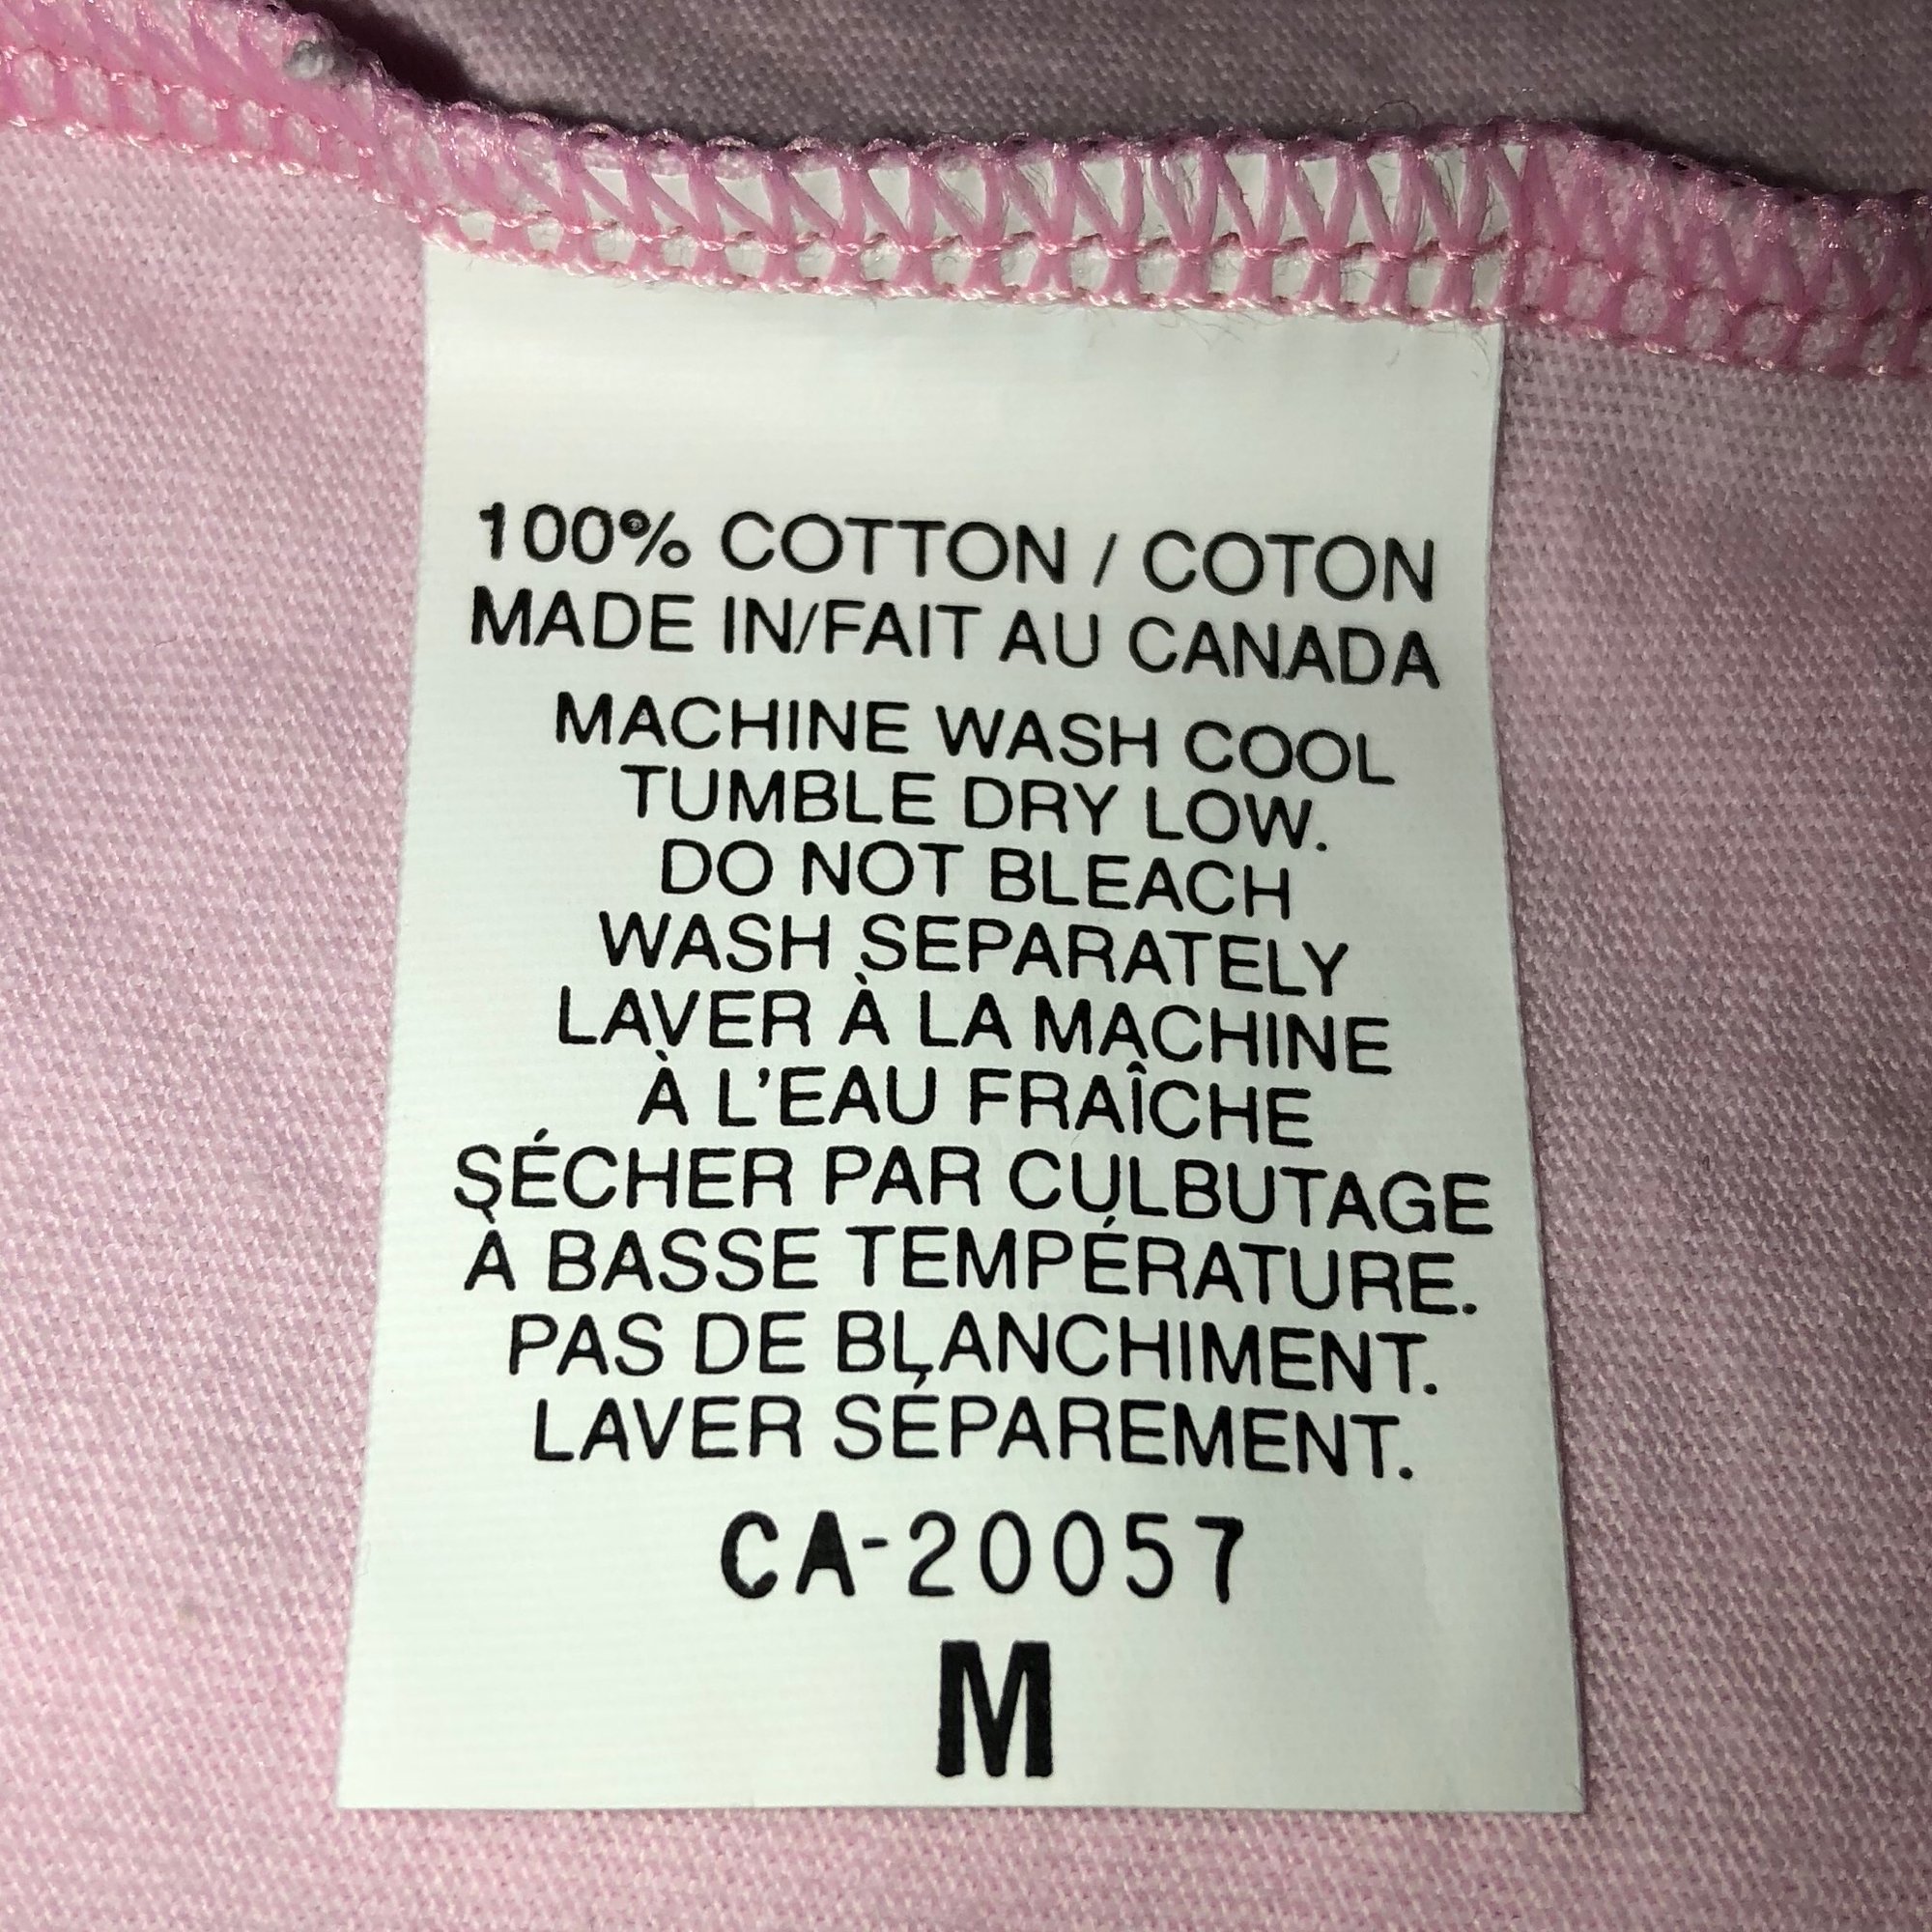 100% COTTON / COTON
MADE IN/FAIT AU CANADA
MACHINE WASH COOL
TUMBLE DRY LOW.
DO NOT BLEACH
WASH SEPARATELY
LAVER À LA MACHINE
À L'EAU FRAÎCHE
SÉCHER PAR CULBUTAGE
À BASSE TEMPÉRATURE.
PAS DE BLANCHIMENT.
LAVER SÉPAREMENT.
CA-20057
M